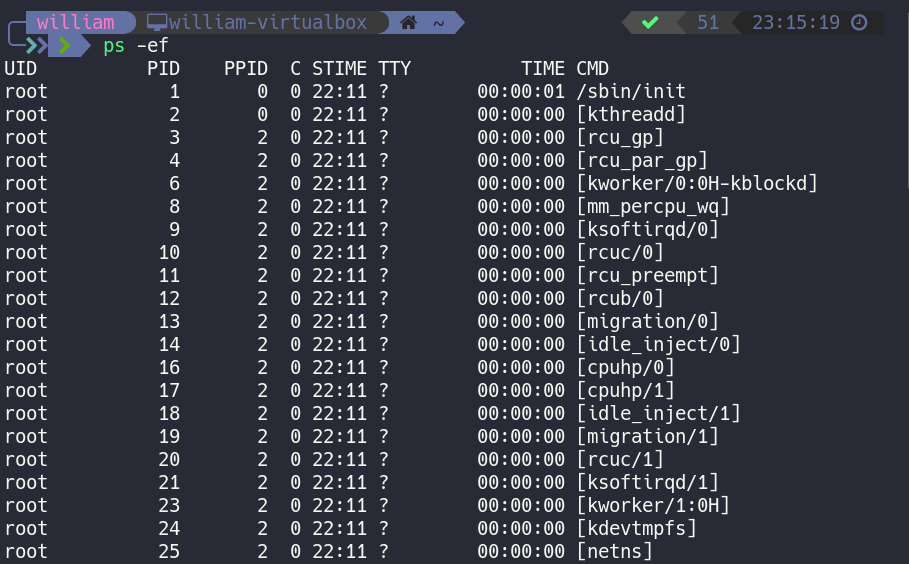 william william-virtualbox ~ 51 23:15:19
ps -ef
UID PID PPID C STIME TTY TIME CMD
root 1 0 0 22:11 ? 00:00:01 /sbin/init
root 2 0 0 22:11 ? 00:00:00 [kthreadd]
root 3 2 0 22:11 ? 00:00:00 [rcu_gp]
root 4 2 0 22:11 ? 00:00:00 [rcu_par_gp]
root 6 2 0 22:11 ? 00:00:00 [kworker/0:0H-kblockd]
root 8 2 0 22:11 ? 00:00:00 [mm_percpu_wq]
root 9 2 0 22:11 ? 00:00:00 [ksoftirqd/0]
root 10 2 0 22:11 ? 00:00:00 [rcuc/0]
root 11 2 0 22:11 ? 00:00:00 [rcu_preempt]
root 12 2 0 22:11 ? 00:00:00 [rcub/0]
root 13 2 0 22:11 ? 00:00:00 [migration/0]
root 14 2 0 22:11 ? 00:00:00 [idle_inject/0]
root 16 2 0 22:11 ? 00:00:00 [cpuhp/0]
root 17 2 0 22:11 ? 00:00:00 [cpuhp/1]
root 18 2 0 22:11 ? 00:00:00 [idle_inject/1]
root 19 2 0 22:11 ? 00:00:00 [migration/1]
root 20 2 0 22:11 ? 00:00:00 [rcuc/1]
root 21 2 0 22:11 ? 00:00:00 [ksoftirqd/1]
root 23 2 0 22:11 ? 00:00:00 [kworker/1:0H]
root 24 2 0 22:11 ? 00:00:00 [kdevtmpfs]
root 25 2 0 22:11 ? 00:00:00 [netns]